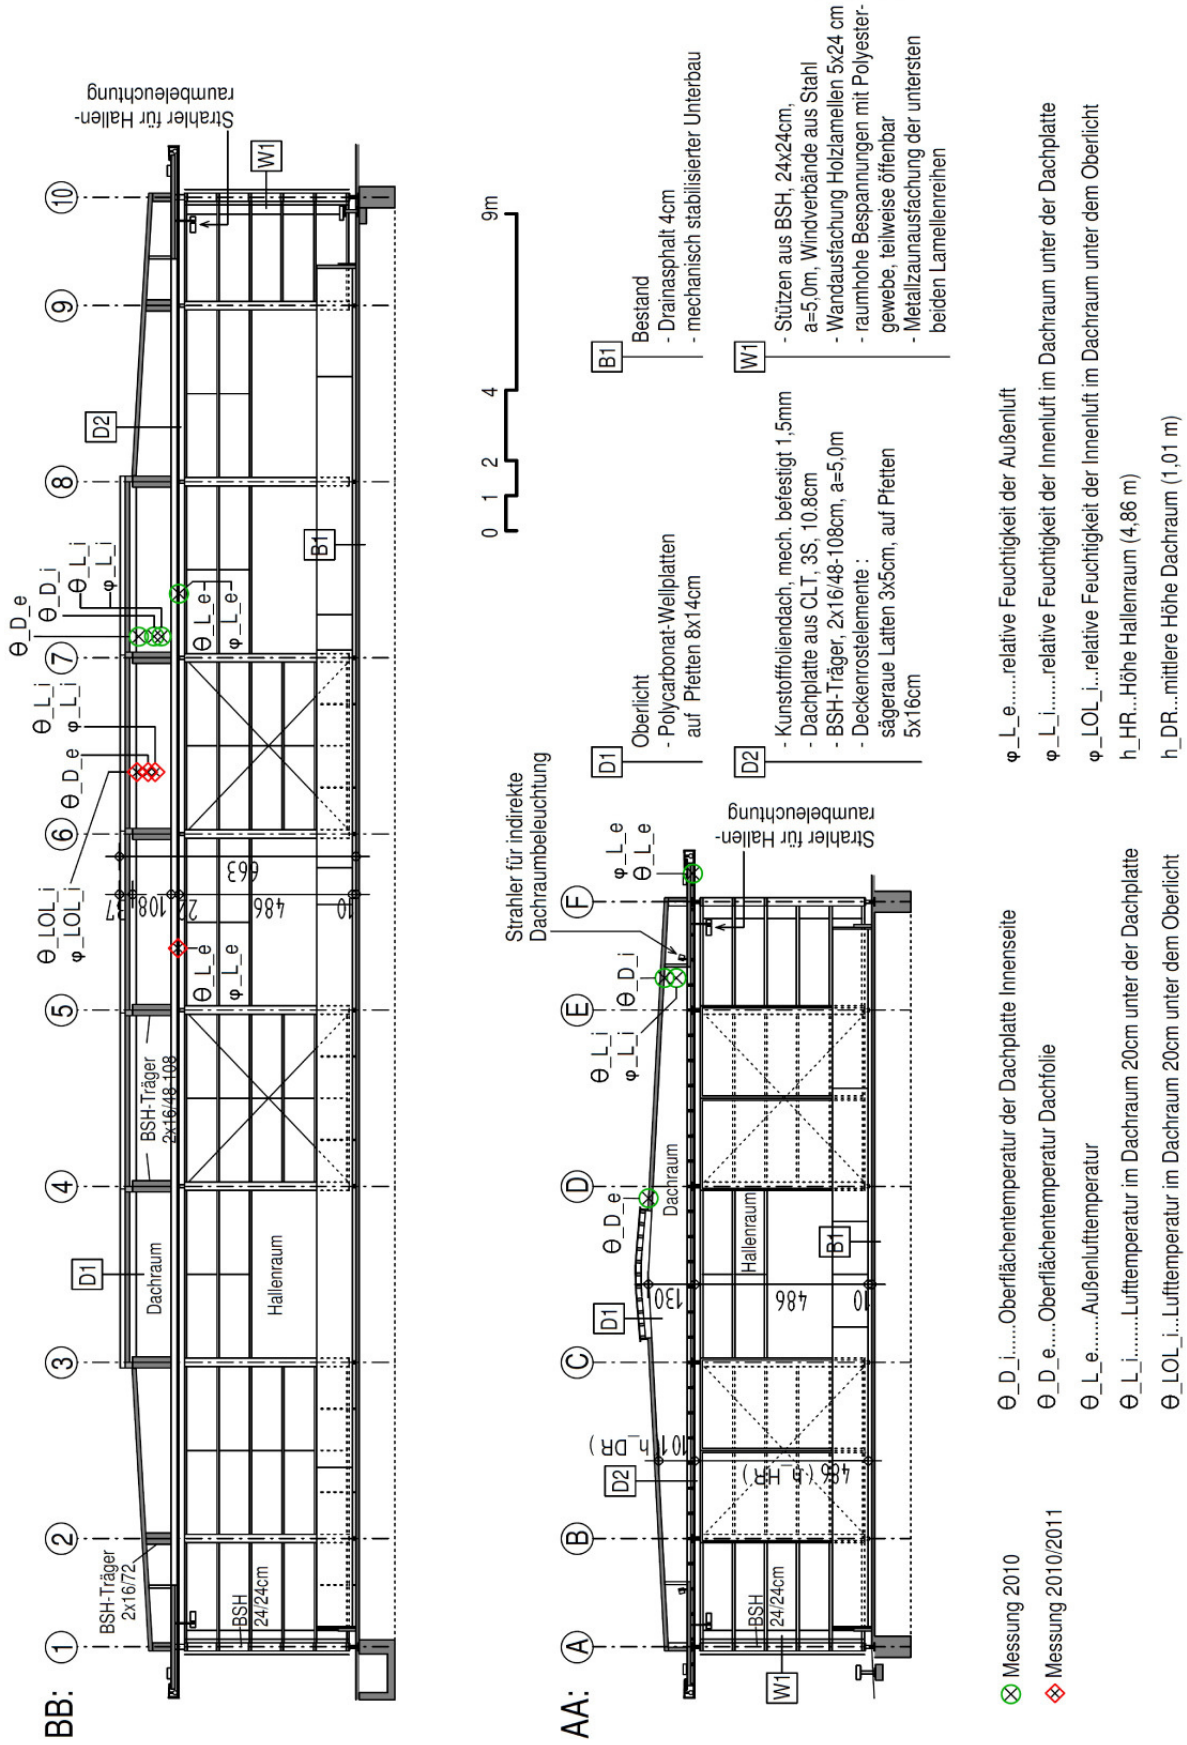 BB:
1
2
3
4
5
6
7
8
9
10
BSH-Träger
2x16/72
D1
Dachraum
BSH-Träger
2x16/48-108
Θ_LOL_i
φ_LOL_i
Θ_D_e
Θ_L_i
φ_L_i
Θ_D_e
Θ_D_i
Θ_L_i
φ_L_i
D2
Strahler für Hallen-
raumbeleuchtung
W1
BSH
24/24cm
Hallenraum
Θ_L_e
φ_L_e
37
108
22
486
10
663
Θ_L_e
φ_L_e
B1
0 1 2 4 9m
AA:
A
B
C
D
E
F
W1
BSH
24/24cm
D2
101 ( h_DR )
486 ( h_HR )
D1
130
486
10
Θ_D_e
Dachraum
Hallenraum
B1
Θ_L_i
φ_L_i
Θ_D_i
Strahler für indirekte
Dachraumbeleuchtung
φ_L_e
Θ_L_e
Strahler für Hallen-
raumbeleuchtung
D1
Oberlicht
- Polycarbonat-Wellplatten
auf Pfetten 8x14cm
B1
Bestand
- Drainasphalt 4cm
- mechanisch stabilisierter Unterbau
D2
- Kunststofffoliendach, mech. befestigt 1,5mm
- Dachplatte aus CLT, 3S, 10.8cm
- BSH-Träger, 2x16/48-108cm, a=5,0m
- Deckenrostelemente :
sägeraue Latten 3x5cm, auf Pfetten
5x16cm
W1
- Stützen aus BSH, 24x24cm,
a=5,0m, Windverbände aus Stahl
- Wandausfachung Holzlamellen 5x24 cm
- raumhohe Bespannungen mit Polyester-
gewebe, teilweise öffenbar
- Metallzaunausfachung der untersten
beiden Lamellenreihen
Messung 2010
Messung 2010/2011
Θ_D_i.....Oberflächentemperatur der Dachplatte Innenseite
Θ_D_e....Oberflächentemperatur Dachfolie
Θ_L_e.....Außenlufttemperatur
Θ_L_i.......Lufttemperatur im Dachraum 20cm unter der Dachplatte
Θ_LOL_i...Lufttemperatur im Dachraum 20cm unter dem Oberlicht
φ_L_e.....relative Feuchtigkeit der Außenluft
φ_L_i......relative Feuchtigkeit der Innenluft im Dachraum unter der Dachplatte
φ_LOL_i...relative Feuchtigkeit der Innenluft im Dachraum unter dem Oberlicht
h_HR...Höhe Hallenraum (4,86 m)
h_DR...mittlere Höhe Dachraum (1,01 m)